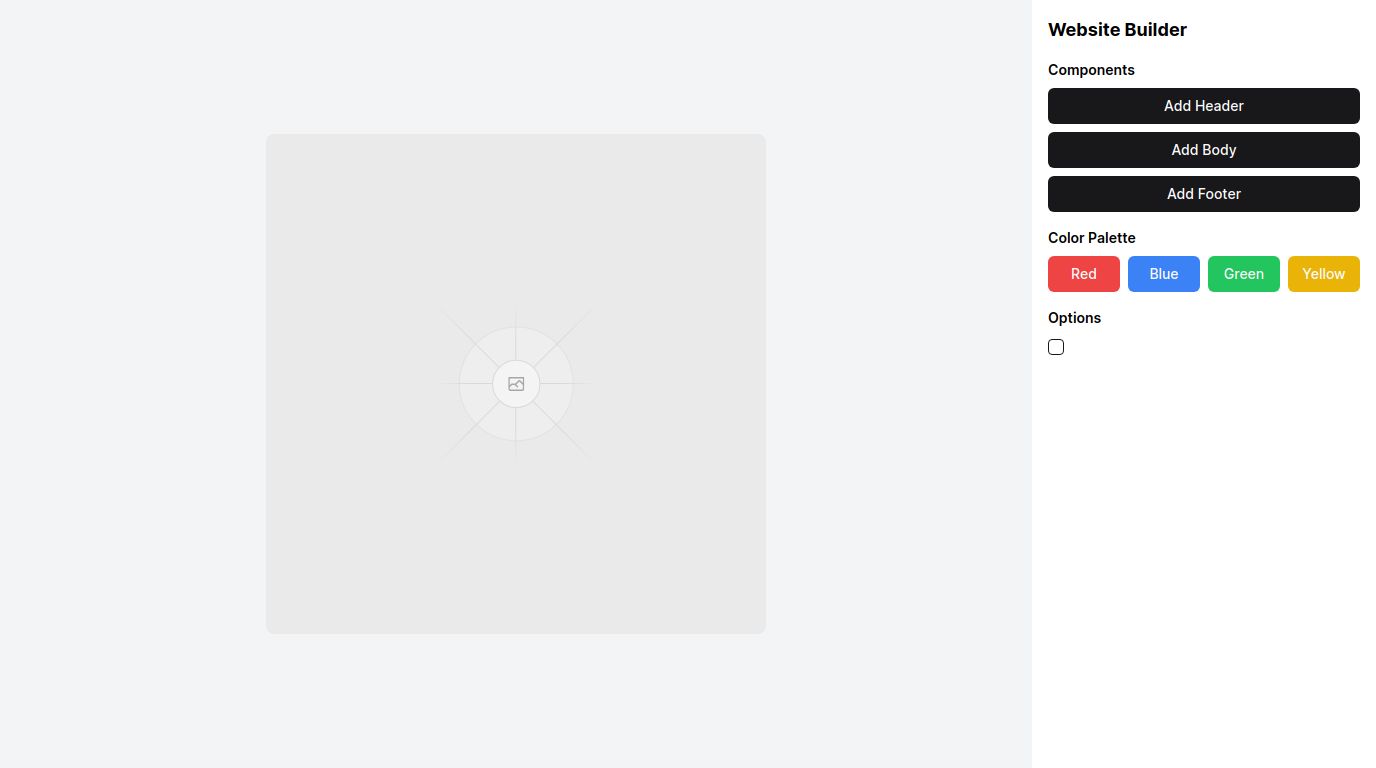 Website Builder
Components
Add Header
Add Body
Add Footer
Color Palette
Red Blue Green Yellow
Options